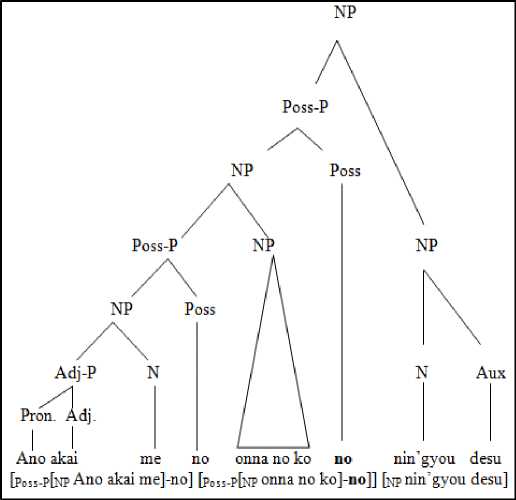 NP
Poss-P
NP Poss
Poss-P NP NP
NP Poss
Adj-P N N Aux
Pron. Adj.
Ano akai me no onna no ko no nin'gyou desu
[Poss-P[NP Ano akai me]-no] [Poss-P[NP onna no ko]-no]] [NP nin'gyou desu]